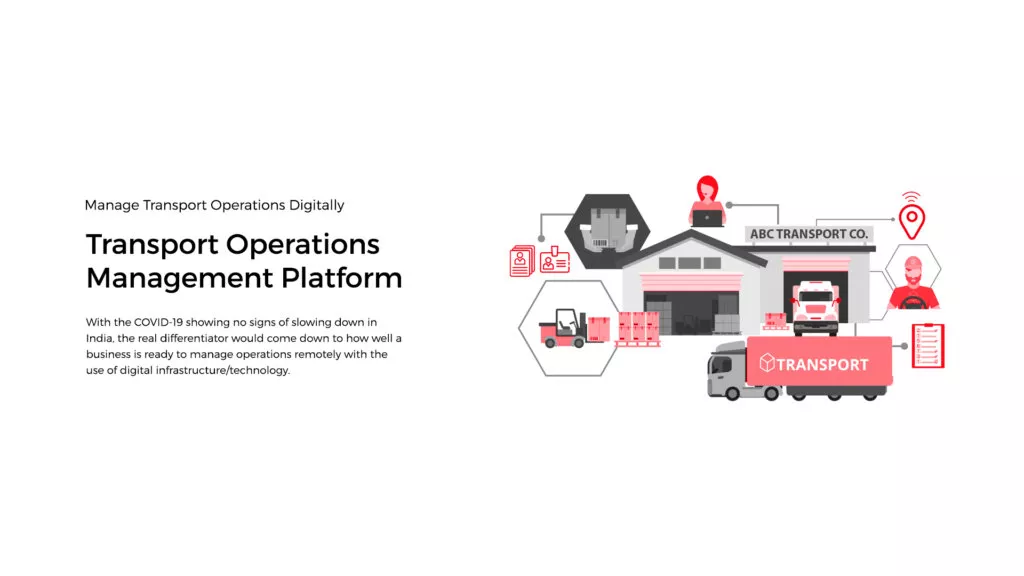 Manage Transport Operations Digitally
Transport Operations
Management Platform
With the COVID-19 showing no signs of slowing down in
India, the real differentiator would come down to how well a
business is ready to manage operations remotely with the
use of digital infrastructure/technology.
ABC TRANSPORT CO.
TRANSPORT